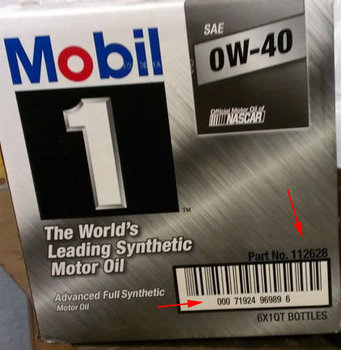 Mobil
1
SAE
0W-40
Official Motor Oil of
NASCAR
TM
The World's
Leading Synthetic
Motor Oil
Part No. 112628
Advanced Full Synthetic
Motor Oil
000 71924 96989 6
6X1QT BOTTLES